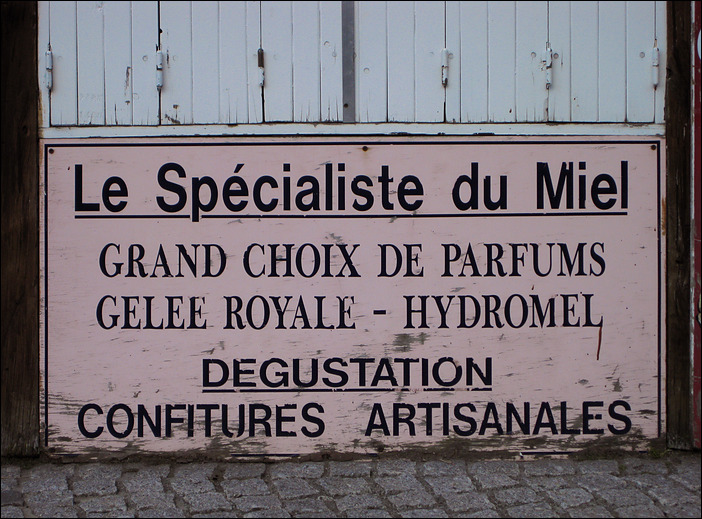 Le Spécialiste du Miel
GRAND CHOIX DE PARFUMS
GELEE ROYALE - HYDROMEL
DEGUSTATION
CONFITURES ARTISANALES